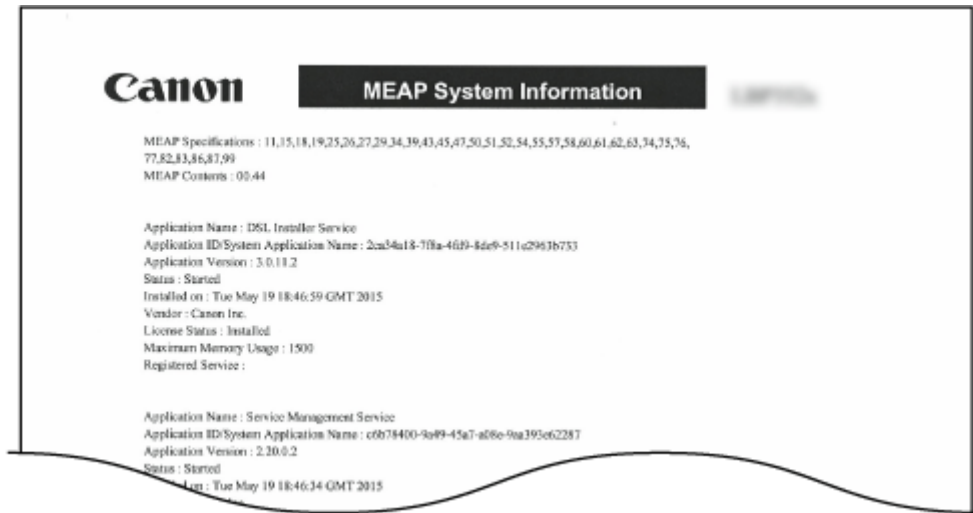 Canon
MEAP System Information
MEAP Specifications : 11,15,18,19,25,26,27,29,34,39,43,45,47,50,51,52,54,55,57,58,60,61,62,63,74,75,76,
77,82,83,86,87,99
MEAP Contents : 00.44
Application Name : DSL Installer Service
Application ID/System Application Name : 2ca34a18-7f8a-4fd9-8de9-511c2963b733
Application Version : 3.0.11.2
Status : Started
Installed on : Tue May 19 18:46:59 GMT 2015
Vendor : Canon Inc.
License Status : Installed
Maximum Memory Usage : 1500
Registered Service :
Application Name : Service Management Service
Application ID/System Application Name : c6b78400-9a49-45a7-a08e-9aa393e62287
Application Version : 2.20.0.2
Status : Started
on : Tue May 19 18:46:34 GMT 2015